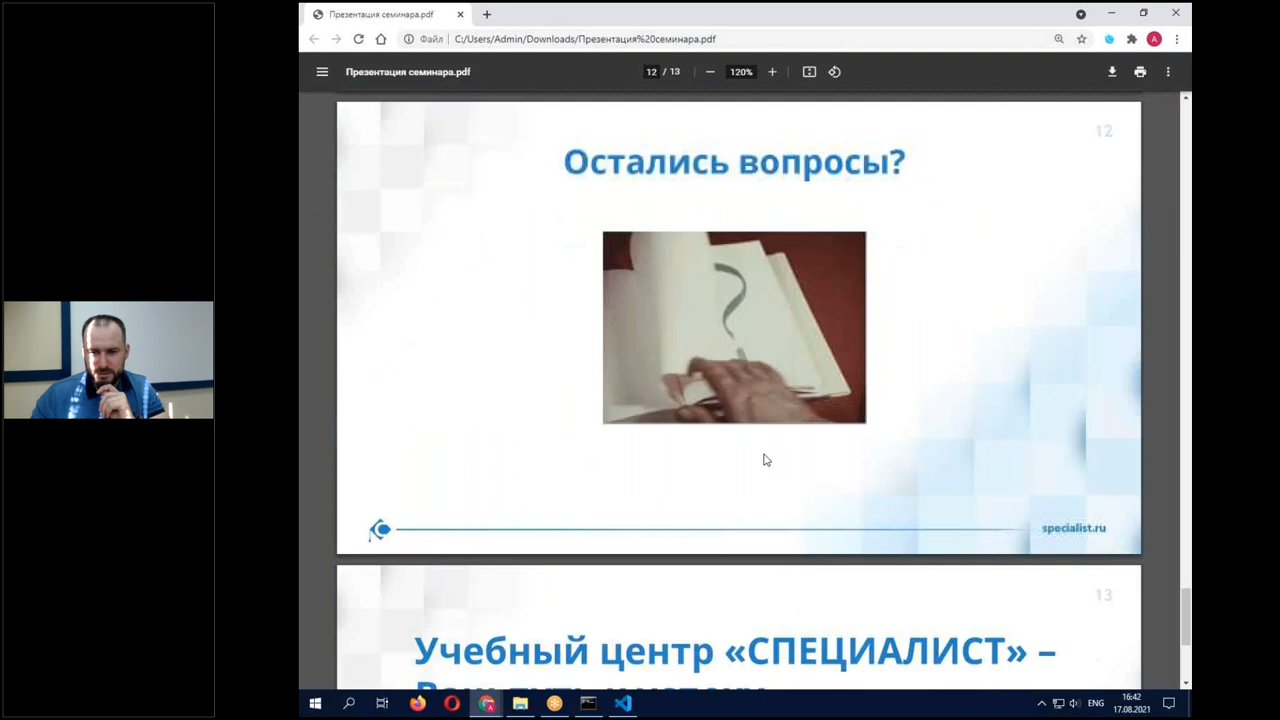 Презентация семинара.pdf
Файл
C:/Users/Admin/Downloads/Презентация%20семинара.pdf
A
Презентация семинара.pdf
12 / 13
120%
12
Остались вопросы?
?
specialist.ru
13
Учебный центр «СПЕЦИАЛИСТ» –
ENG
16:42
17.08.2021